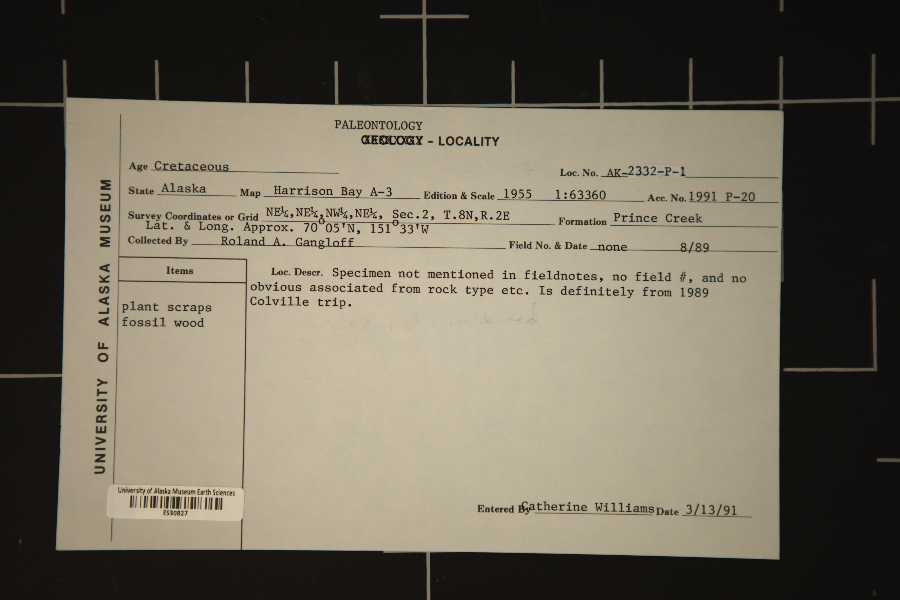 PALEONTOLOGY
GEOLOGY - LOCALITY
Age Cretaceous
Loc. No. AK-2332-P-1
State Alaska Map Harrison Bay A-3 Edition & Scale 1955 1:63360 Acc. No. 1991 P-20
Survey Coordinates or Grid NE¼,NE¼,NW¼,NE¼, Sec.2, T.8N,R.2E Formation Prince Creek
Lat. & Long. Approx. 70°05'N, 151°33'W
Collected By Roland A. Gangloff Field No. & Date none 8/89
Items
Loc. Descr. Specimen not mentioned in fieldnotes, no field #, and no
obvious associated from rock type etc. Is definitely from 1989
Colville trip.
plant scraps
fossil wood
UNIVERSITY OF ALASKA MUSEUM
University of Alaska Museum Earth Sciences
ES30827
Entered By Catherine Williams Date 3/13/91